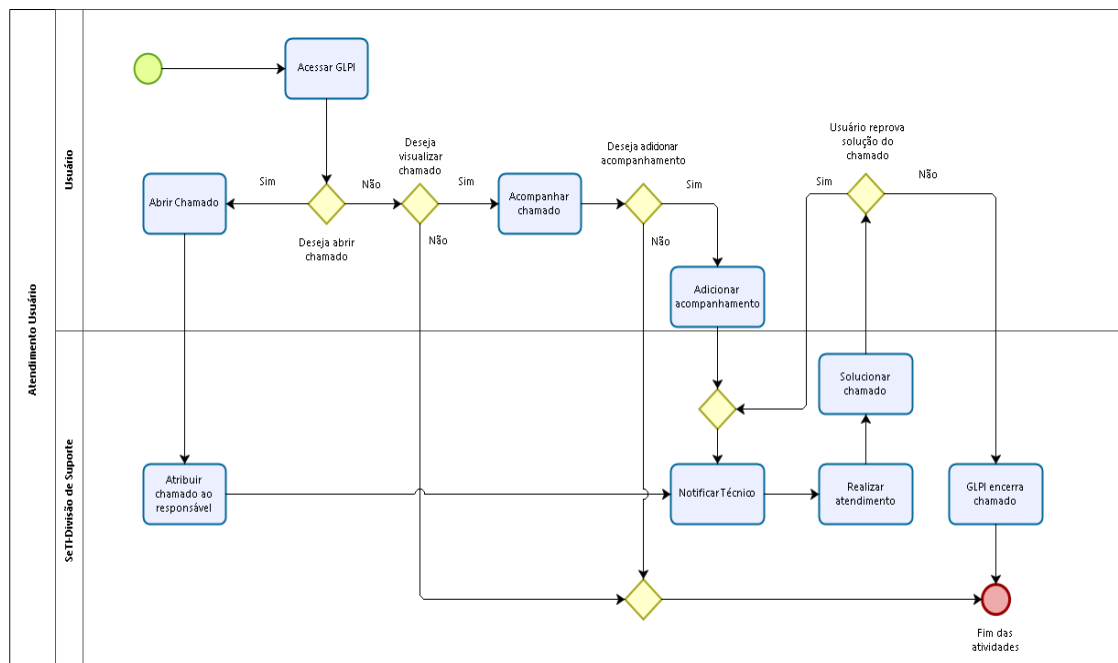 Atendimento Usuário
Usuário
SeTI-Divisão de Suporte
Acessar GLPI
Deseja
visualizar
chamado
Deseja adicionar
acompanhamento
Usuário reprova
solução do
chamado
Sim
Não
Sim
Sim
Sim
Não
Abrir Chamado
Acompanhar
chamado
Deseja abrir
chamado
Não
Não
Adicionar
acompanhamento
Solucionar
chamado
Atribuir
chamado ao
responsável
Notificar Técnico
Realizar
atendimento
GLPI encerra
chamado
Fim das
atividades